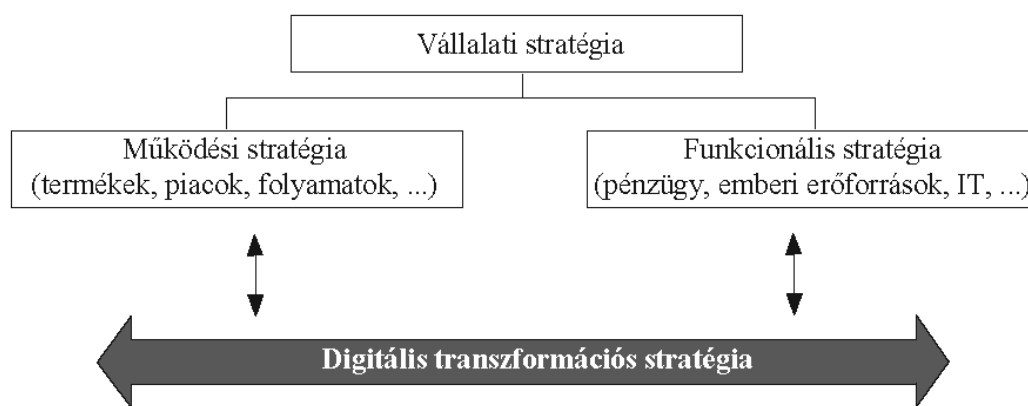 Vállalati stratégia
Működési stratégia
(termékek, piacok, folyamatok, ...)
Funkcionális stratégia
(pénzügy, emberi erőforrások, IT, ...)
Digitális transzformációs stratégia